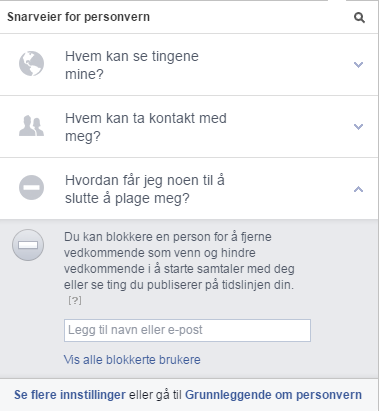 Snarveier for personvern
Hvem kan se tingene
mine?
Hvem kan ta kontakt med
meg?
Hvordan får jeg noen til å
slutte å plage meg?
Du kan blokkere en person for å fjerne
vedkommende som venn og hindre
vedkommende i å starte samtaler med deg
eller se ting du publiserer på tidslinjen din.
[?]
Legg til navn eller e-post
Vis alle blokkerte brukere
Se flere innstillinger eller gå til Grunnleggende om personvern